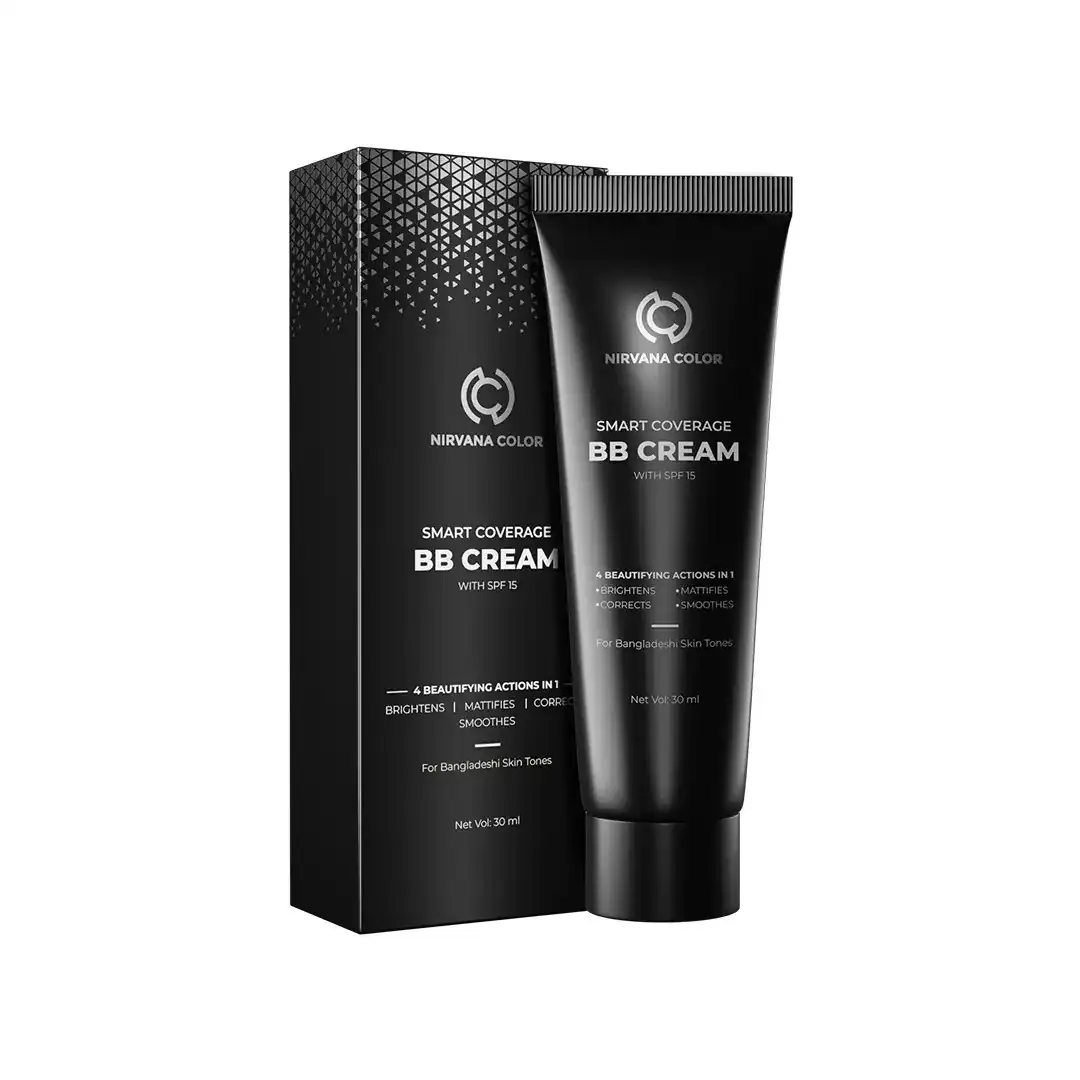 NIRVANA COLOR
SMART COVERAGE
BB CREAM
WITH SPF 15
4 BEAUTIFYING ACTIONS IN 1
BRIGHTENS | MATTIFIES | CORREC
SMOOTHES
For Bangladeshi Skin Tones
Net Vol: 30 ml
NIRVANA COLOR
SMART COVERAGE
BB CREAM
WITH SPF 15
4 BEAUTIFYING ACTIONS IN 1
•BRIGHTENS •MATTIFIES
•CORRECTS •SMOOTHES
For Bangladeshi Skin Tones
Net Vol: 30 ml